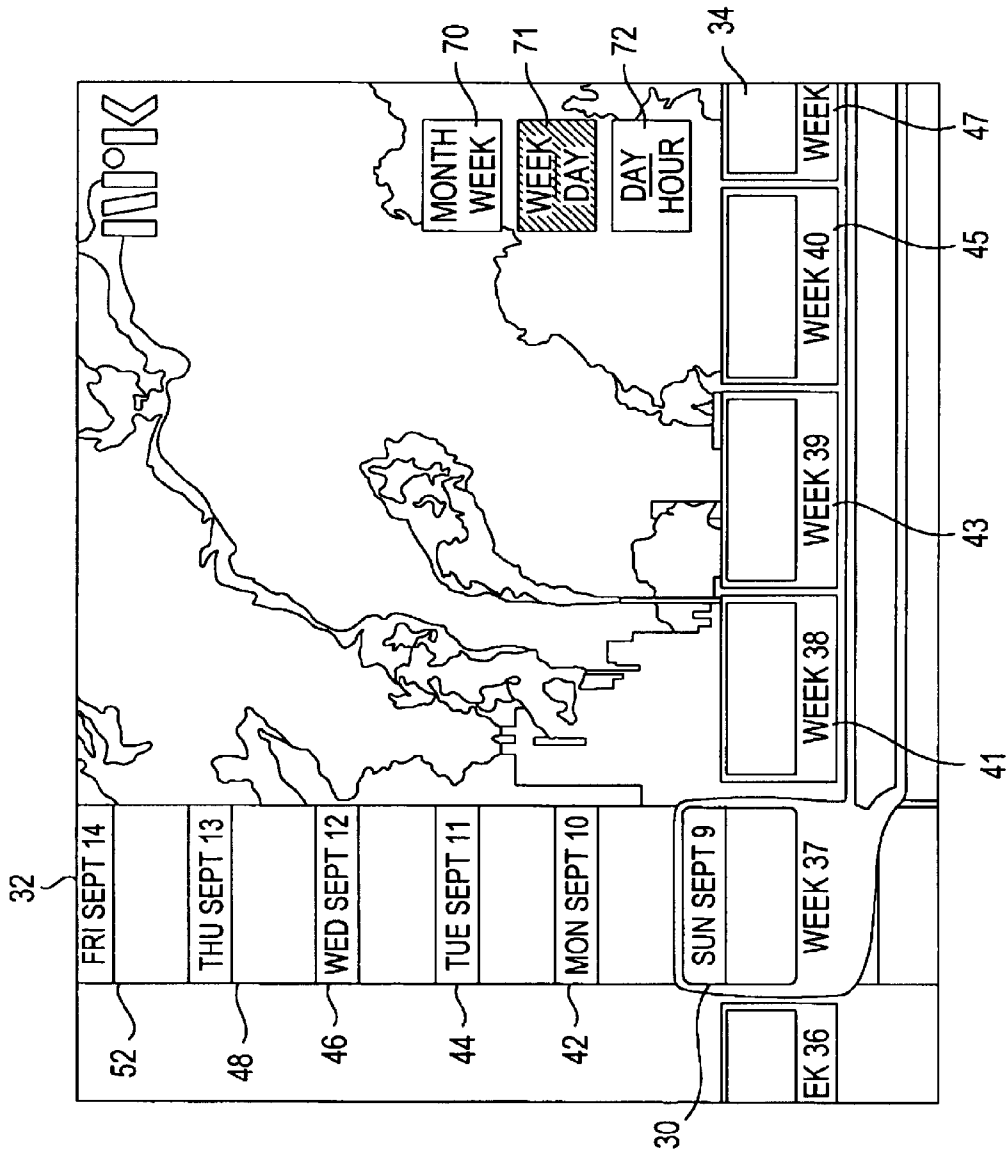 32
FRI SEPT 14
52
THU SEPT 13
48
WED SEPT 12
46
TUE SEPT 11
44
MON SEPT 10
42
SUN SEPT 9
30
MONTH
WEEK
70
WEEK
DAY
71
DAY
HOUR
72
34
EK 36
WEEK 37
WEEK 38
WEEK 39
WEEK 40
WEEK
41
43
45
47